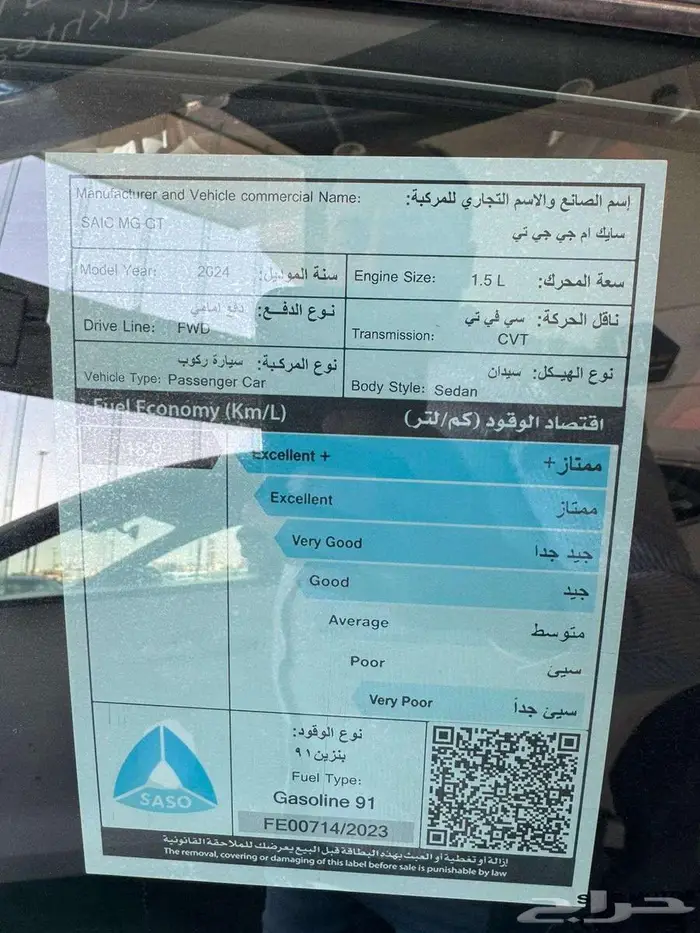 Manufacturer and Vehicle commercial Name: إسم الصانع والاسم التجاري للمركبة:
SAIC MG GT سايك ام جي جي تي
Model Year: 2024 سنة الموديل:
Engine Size: 1.5 L سعة المحرك:
نوع الدفع: دفع امامي
Drive Line: FWD
ناقل الحركة: سي في تي
Transmission: CVT
نوع المركبة: سيارة ركوب
Vehicle Type: Passenger Car
نوع الهيكل: سيدان
Body Style: Sedan
Fuel Economy (Km/L) اقتصاد الوقود (كم/لتر)
18.9
Excellent + ممتاز+
Excellent ممتاز
Very Good جيد جداً
Good جيد
Average متوسط
Poor سيئ
Very Poor سيئ جداً
SASO
نوع الوقود:
بنزين ٩١
Fuel Type:
Gasoline 91
FE00714/2023
إزالة أو تغطية أو العبث بهذه البطاقة قبل البيع يعرضك للملاحقة القانونية
The removal, covering or damaging of this label before sale is punishable by law
حراج